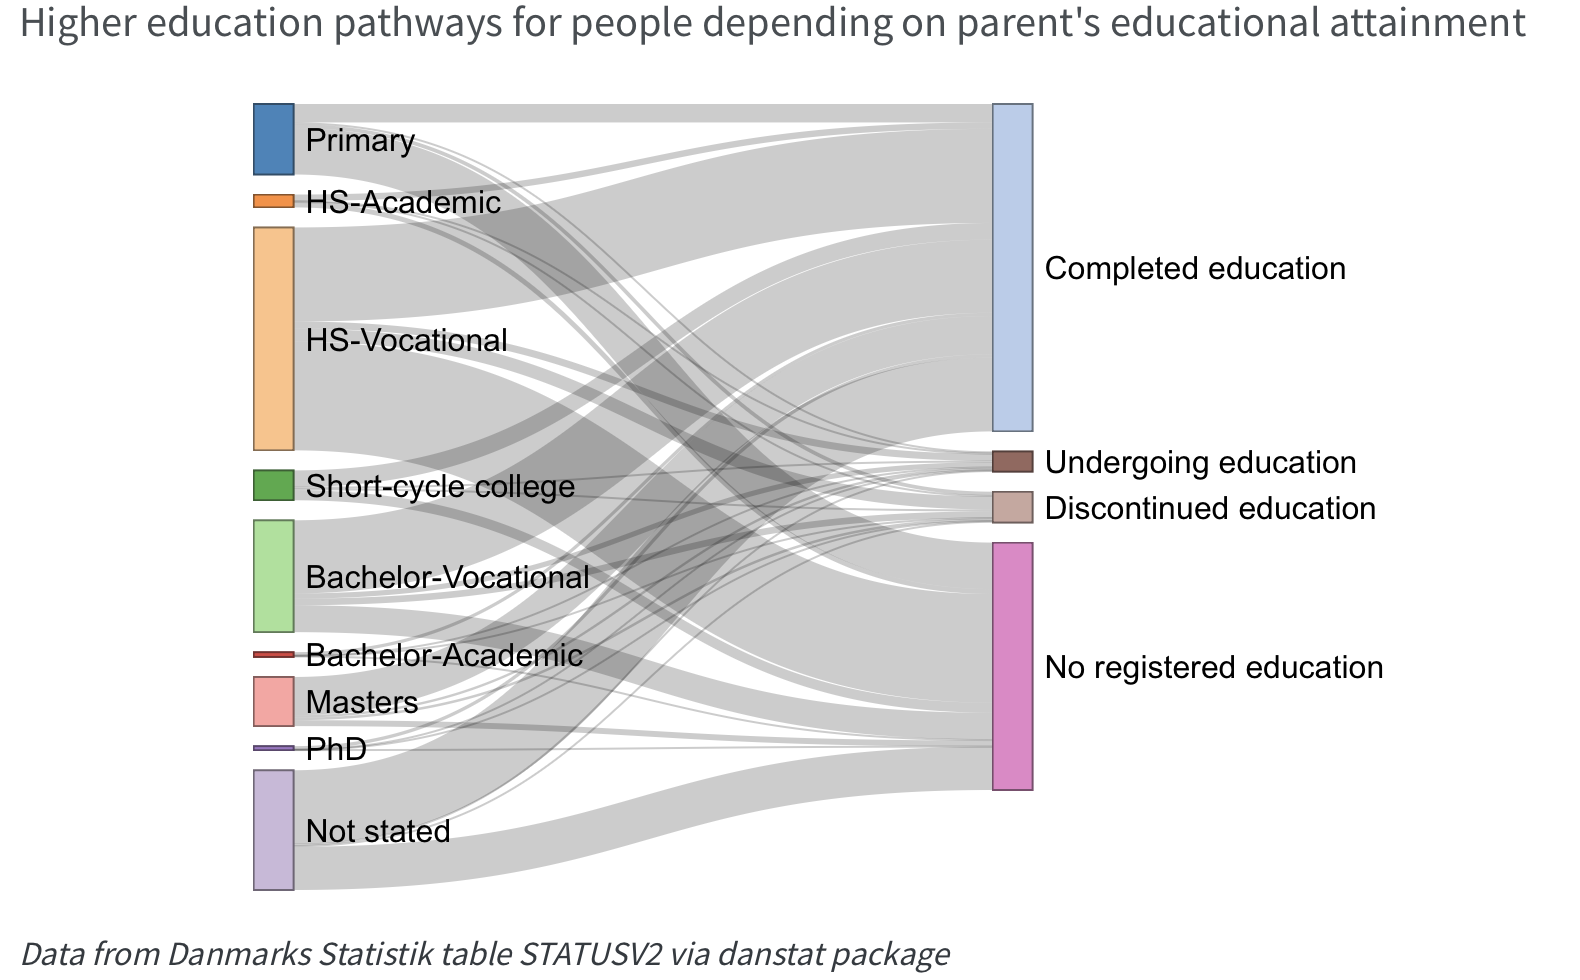 Higher education pathways for people depending on parent's educational attainment
Primary
HS-Academic
HS-Vocational
Short-cycle college
Bachelor-Vocational
Bachelor-Academic
Masters
PhD
Not stated
Completed education
Undergoing education
Discontinued education
No registered education
Data from Danmarks Statistik table STATUSV2 via danstat package